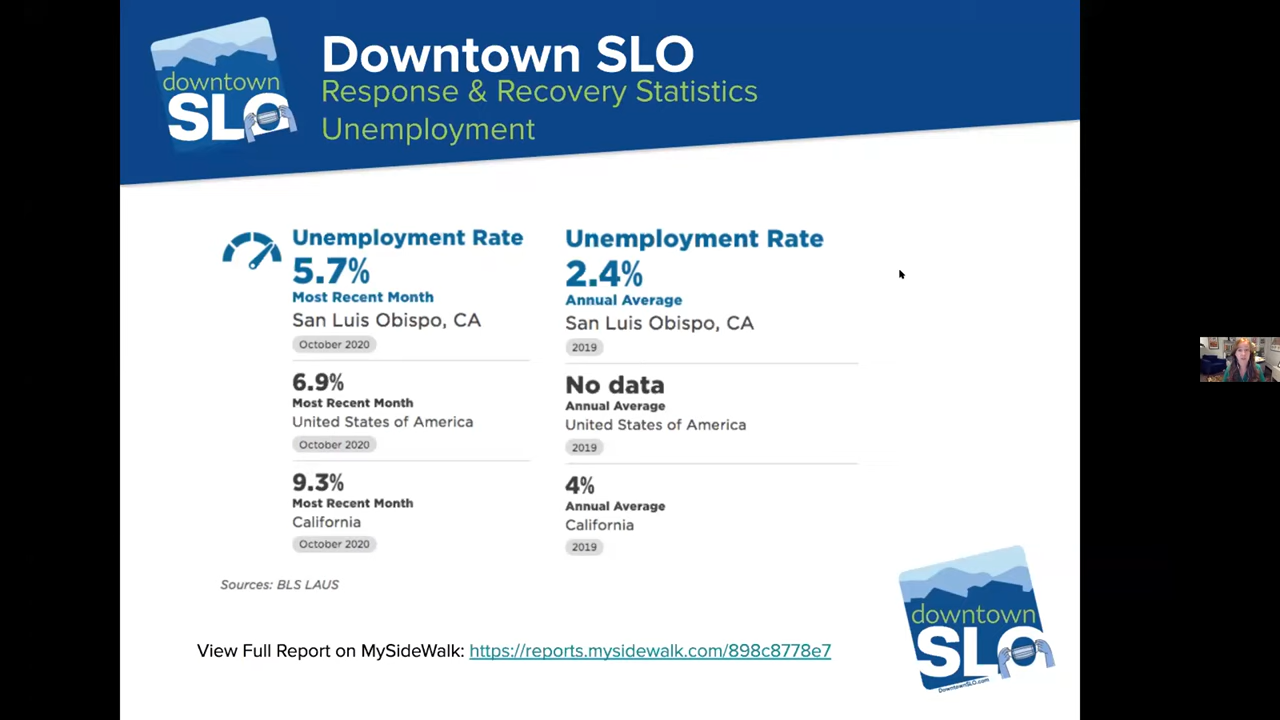 downtown
SLO
Downtown SLO
Response & Recovery Statistics
Unemployment
Unemployment Rate
5.7%
Most Recent Month
San Luis Obispo, CA
October 2020
6.9%
Most Recent Month
United States of America
October 2020
9.3%
Most Recent Month
California
October 2020
Unemployment Rate
2.4%
Annual Average
San Luis Obispo, CA
2019
No data
Annual Average
United States of America
2019
4%
Annual Average
California
2019
Sources: BLS LAUS
View Full Report on MySideWalk: https://reports.mysidewalk.com/898c8778e7
downtown
SLO
DowntownSLO.com